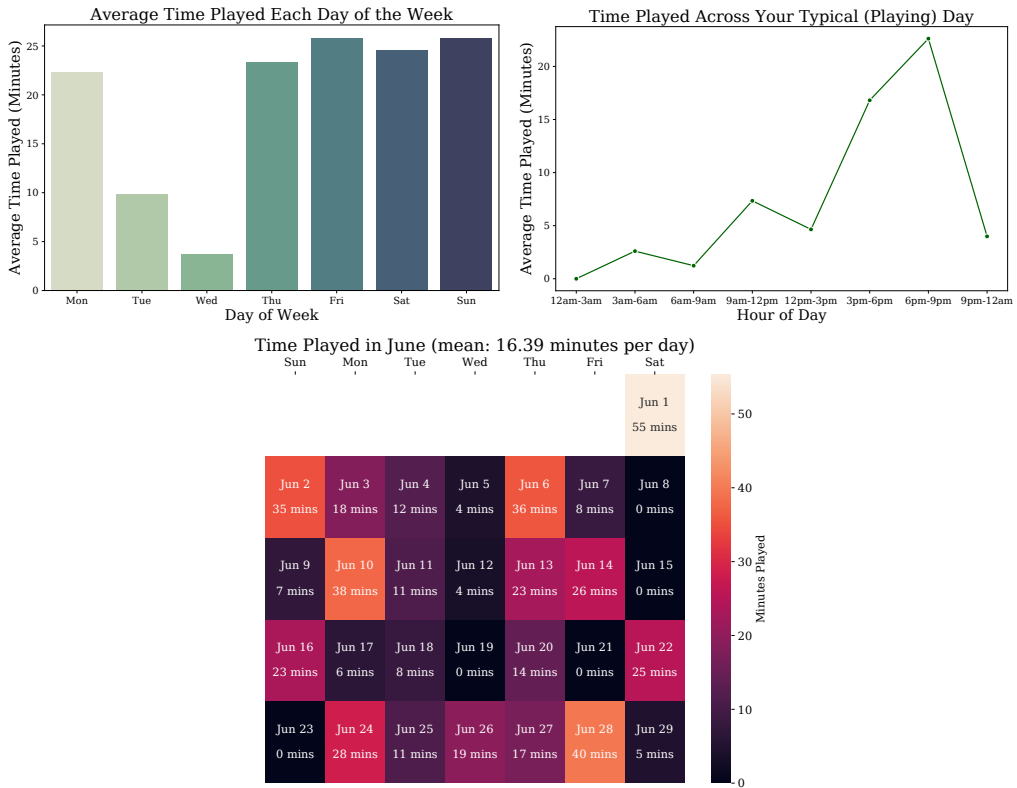 Average Time Played Each Day of the Week
Average Time Played (Minutes)
25
20
15
10
5
0
Mon Tue Wed Thu Fri Sat Sun
Day of Week
Time Played Across Your Typical (Playing) Day
Average Time Played (Minutes)
20
15
10
5
0
12am-3am 3am-6am 6am-9am 9am-12pm 12pm-3pm 3pm-6pm 6pm-9pm 9pm-12am
Hour of Day
Time Played in June (mean: 16.39 minutes per day)
Sun Mon Tue Wed Thu Fri Sat
Jun 1
55 mins
Jun 2 Jun 3 Jun 4 Jun 5 Jun 6 Jun 7 Jun 8
35 mins 18 mins 12 mins 4 mins 36 mins 8 mins 0 mins
Jun 9 Jun 10 Jun 11 Jun 12 Jun 13 Jun 14 Jun 15
7 mins 38 mins 11 mins 4 mins 23 mins 26 mins 0 mins
Jun 16 Jun 17 Jun 18 Jun 19 Jun 20 Jun 21 Jun 22
23 mins 6 mins 8 mins 0 mins 14 mins 0 mins 25 mins
Jun 23 Jun 24 Jun 25 Jun 26 Jun 27 Jun 28 Jun 29
0 mins 28 mins 11 mins 19 mins 17 mins 40 mins 5 mins
50
40
30
20
10
0
Minutes Played